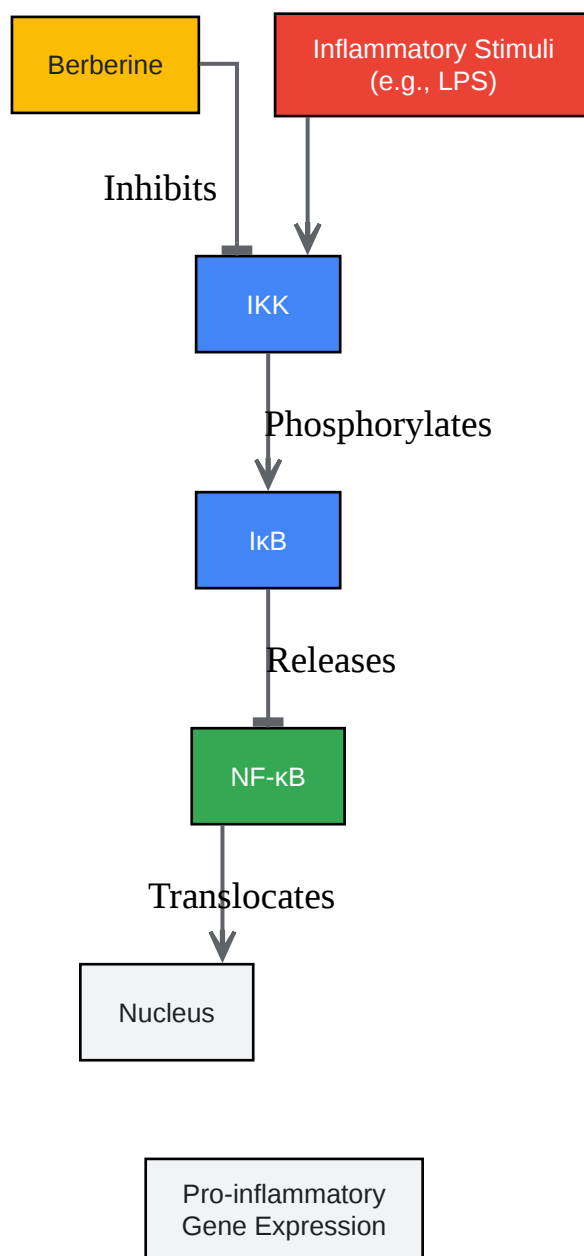 Berberine
Inflammatory Stimuli
(e.g., LPS)
Inhibits
IKK
Phosphorylates
IκB
Releases
NF-κB
Translocates
Nucleus
Pro-inflammatory
Gene Expression